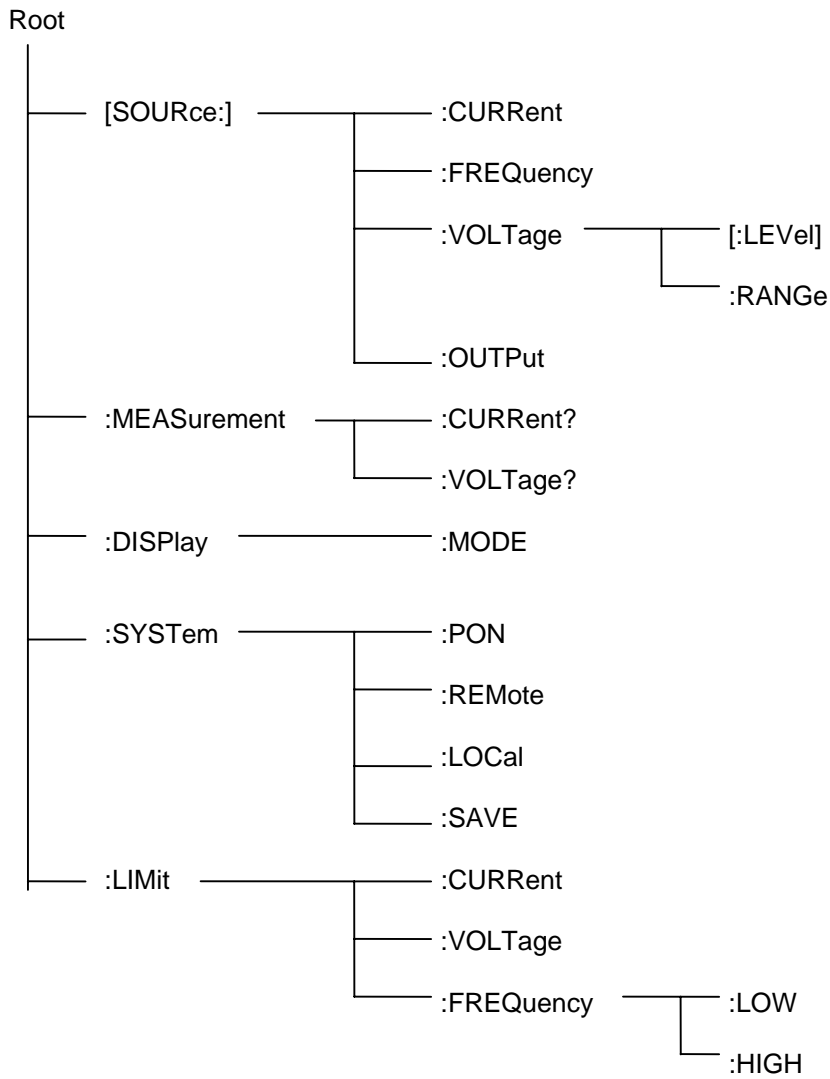 Root
[SOURce:] :CURRent
:FREQuency
:VOLTage [:LEVel]
:RANGe
:OUTPut
:MEASurement :CURRent?
:VOLTage?
:DISPlay :MODE
:SYSTem :PON
:REMote
:LOCal
:SAVE
:LIMit :CURRent
:VOLTage
:FREQuency :LOW
:HIGH